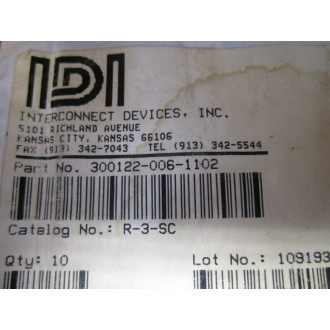 IDI
INTERCONNECT DEVICES, INC.
5101 RICHLAND AVENUE
KANSAS CITY, KANSAS 66106
FAX (913) 342-7043 TEL (913) 342-5544
Part No. 300122-006-1102
Catalog No.: R-3-SC
Qty: 10 Lot No.: 109193